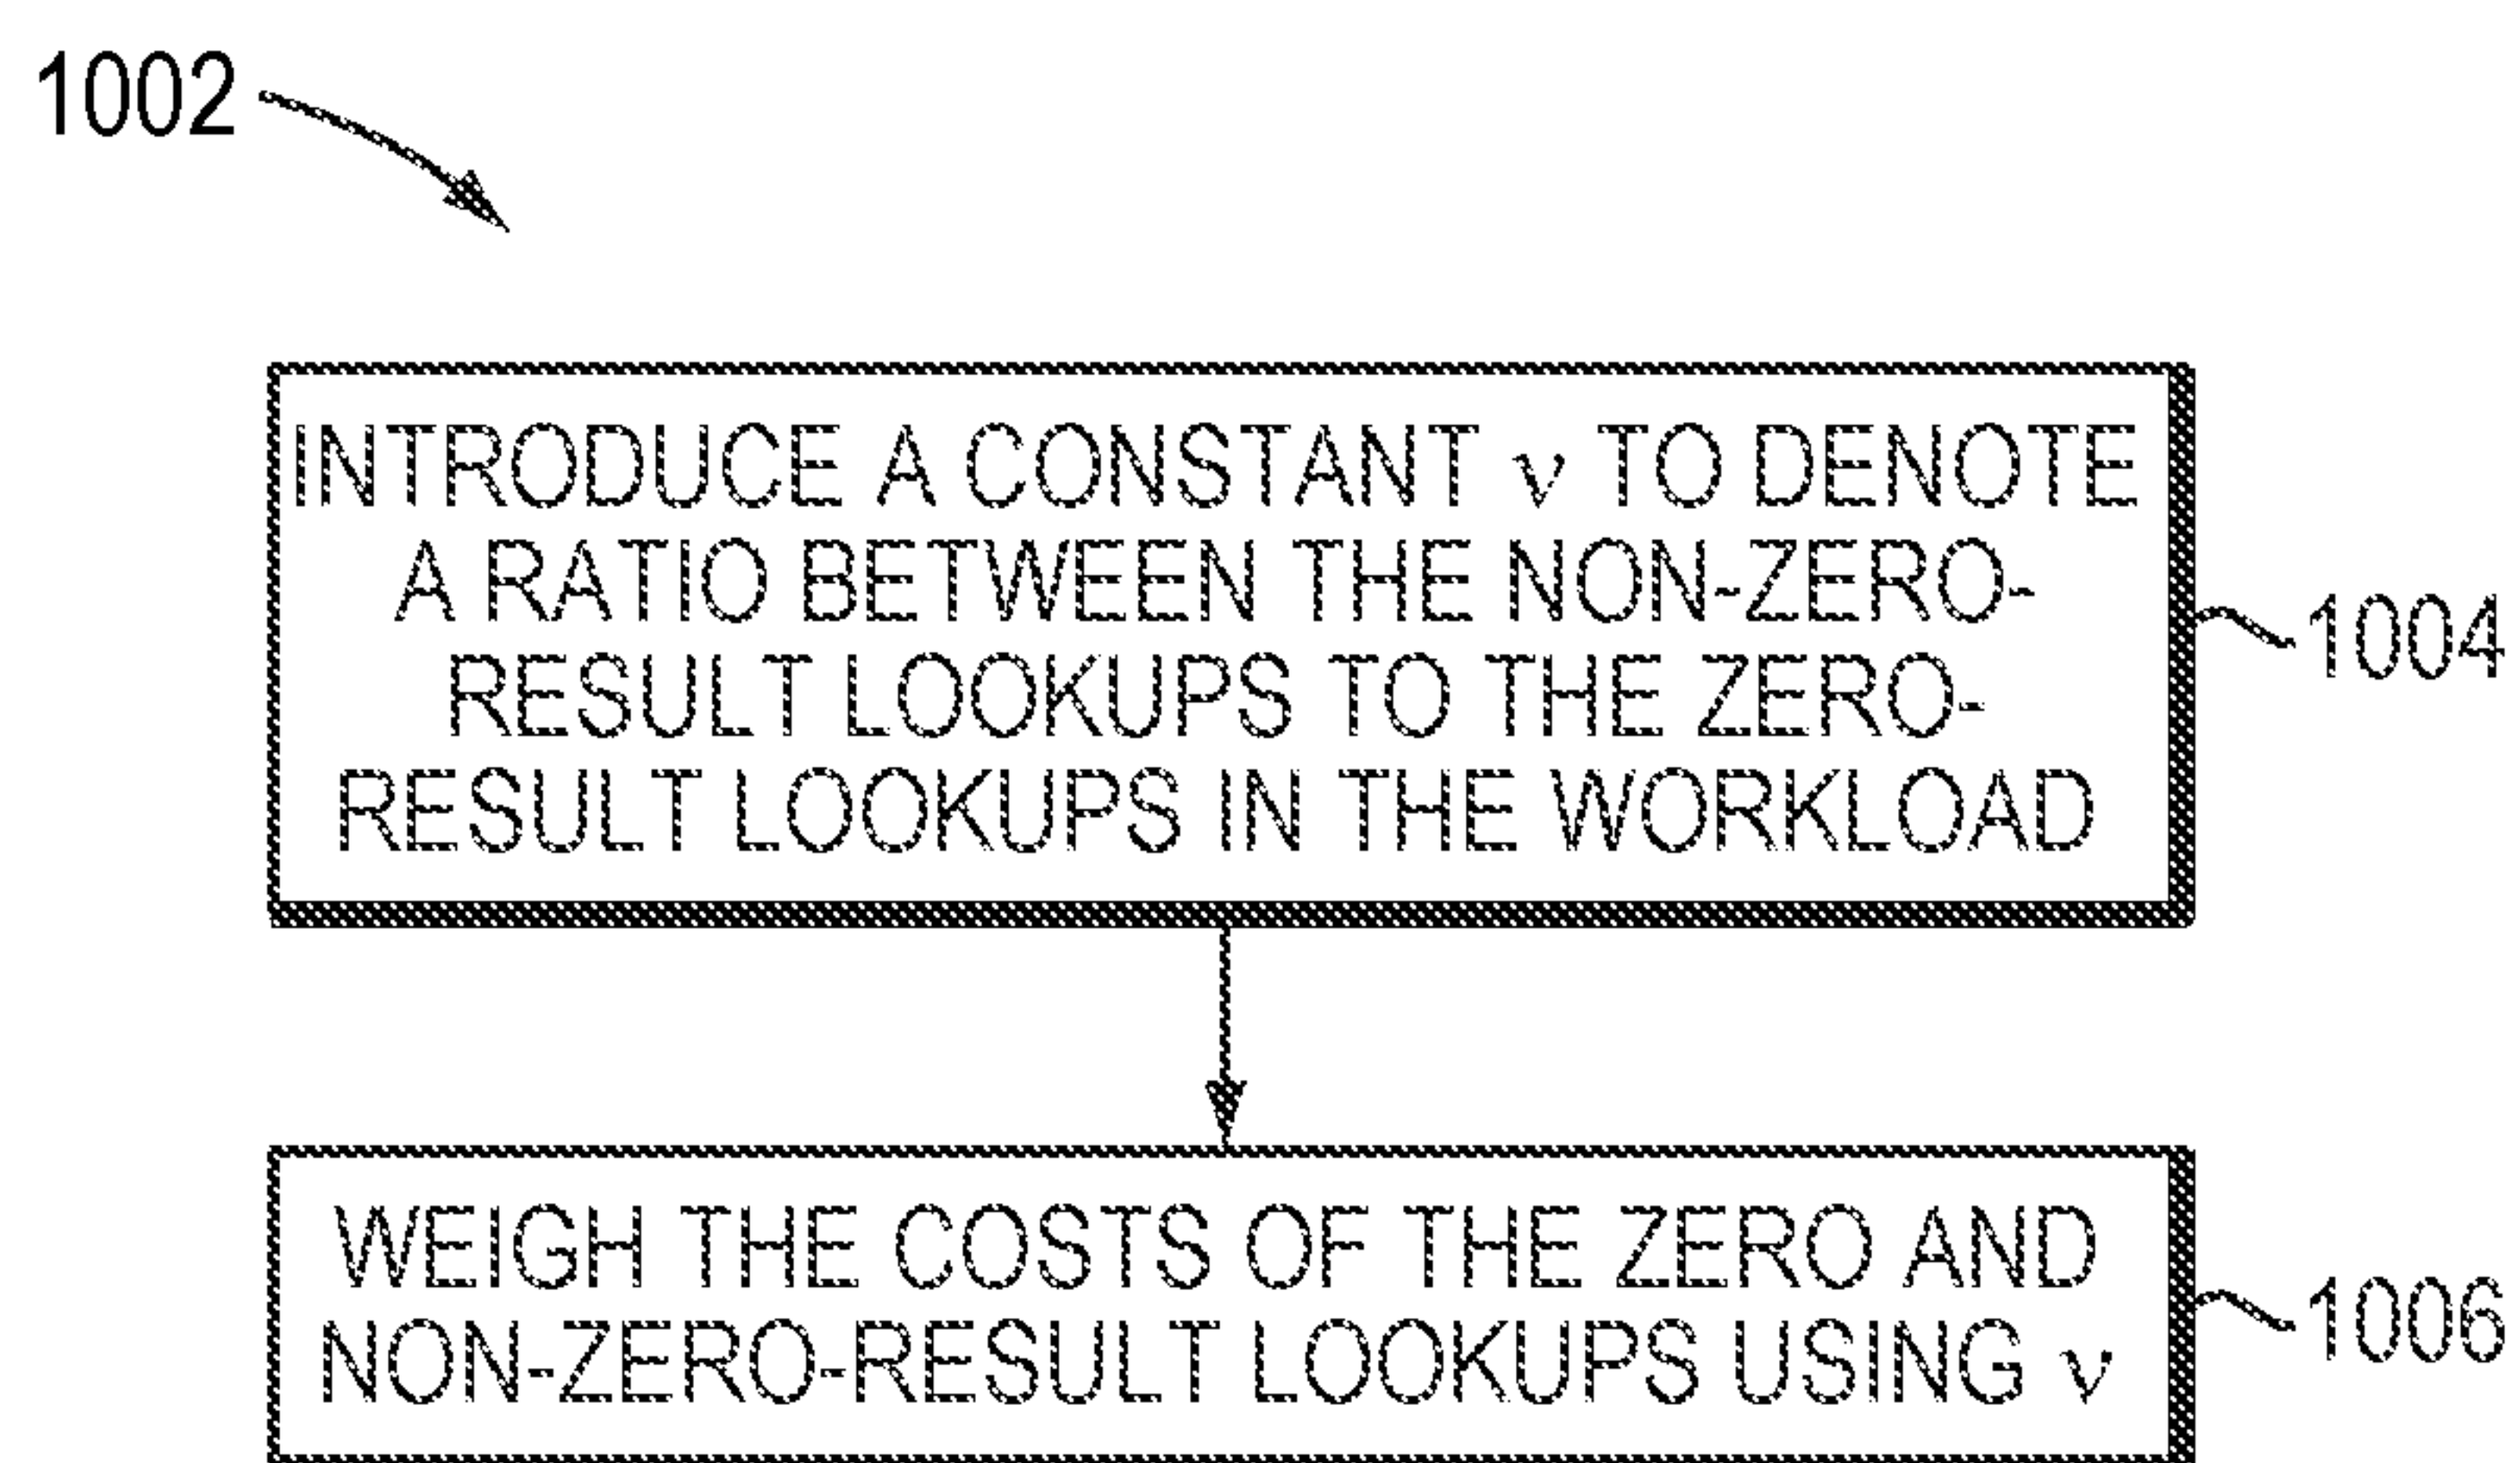 1002
INTRODUCE A CONSTANT ν TO DENOTE
A RATIO BETWEEN THE NON-ZERO-
RESULT LOOKUPS TO THE ZERO-
RESULT LOOKUPS IN THE WORKLOAD
1004
WEIGH THE COSTS OF THE ZERO AND
NON-ZERO-RESULT LOOKUPS USING ν
1006